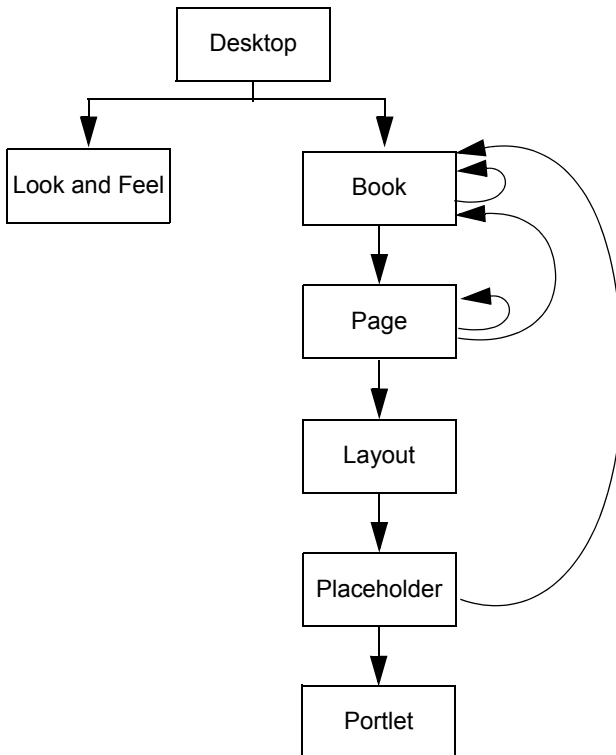 Desktop
Look and Feel
Book
Page
Layout
Placeholder
Portlet